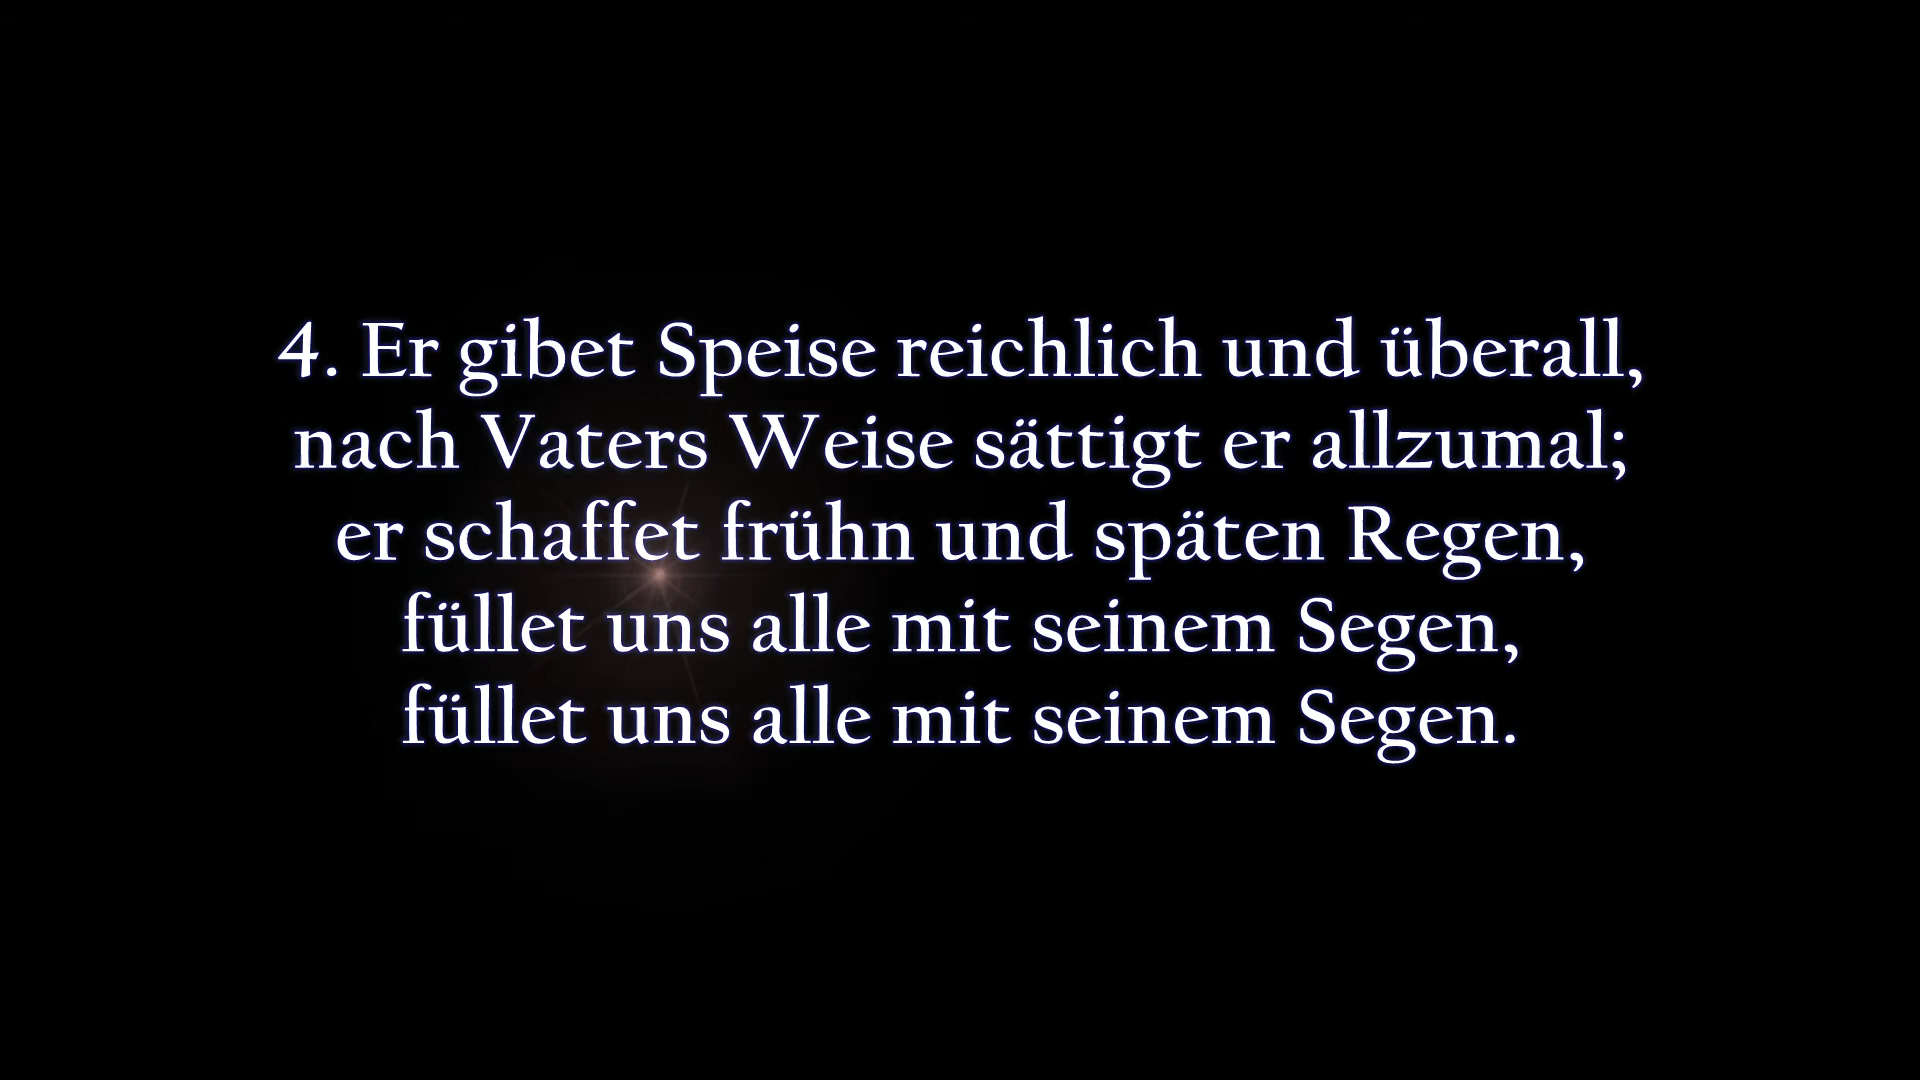 4. Er gibet Speise reichlich und überall,
nach Vaters Weise sättigt er allzumal;
er schaffet frühn und späten Regen,
füllet uns alle mit seinem Segen,
füllet uns alle mit seinem Segen.